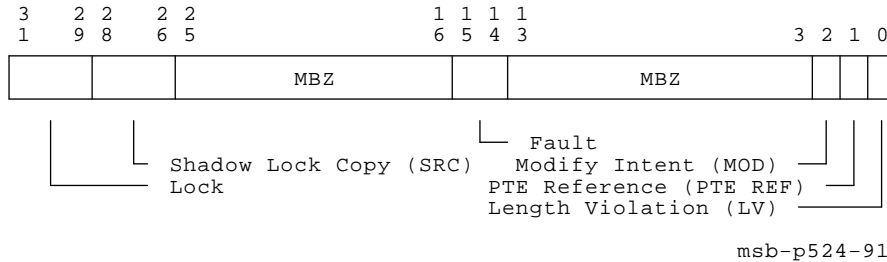 3 2 2 2 2 1 1 1 1
1 9 8 6 5 6 5 4 3 3 2 1 0
MBZ MBZ
Fault
Shadow Lock Copy (SRC) Modify Intent (MOD)
Lock PTE Reference (PTE REF)
Length Violation (LV)
msb-p524-91